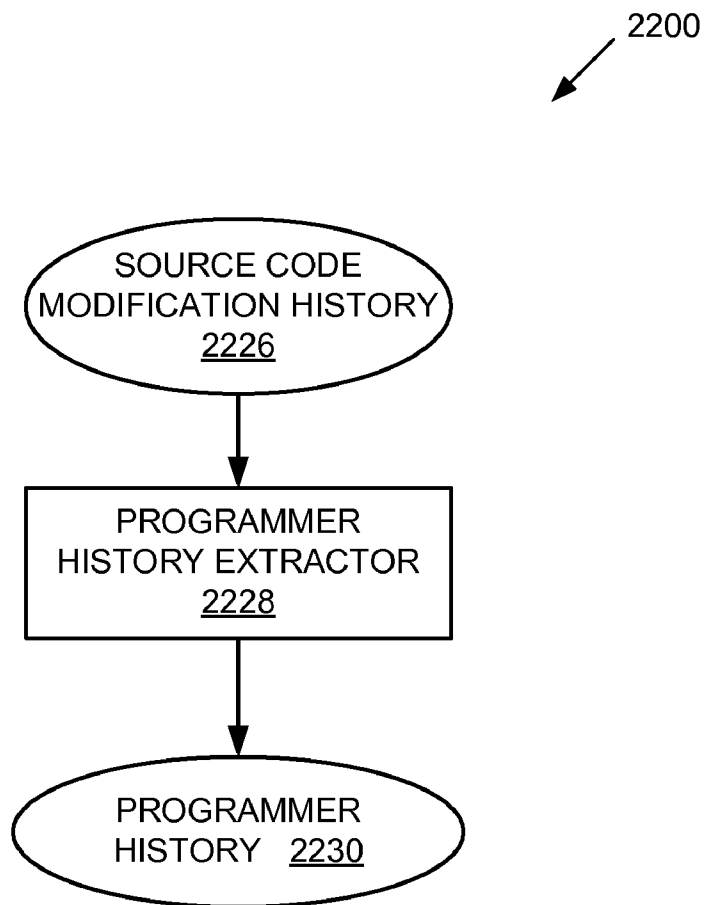 2200
SOURCE CODE
MODIFICATION HISTORY
2226
PROGRAMMER
HISTORY EXTRACTOR
2228
PROGRAMMER
HISTORY 2230